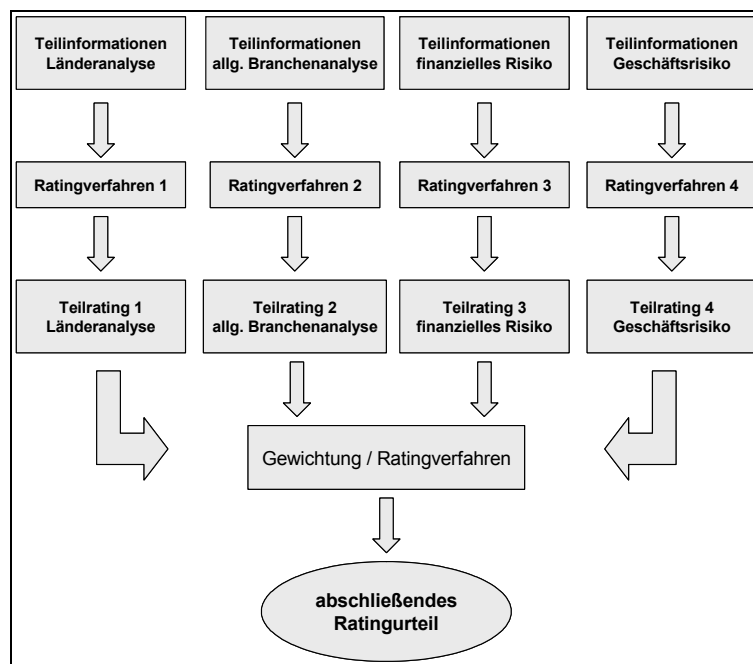 Teilinformationen
Länderanalyse
Teilinformationen
allg. Branchenanalyse
Teilinformationen
finanzielles Risiko
Teilinformationen
Geschäftsrisiko
Ratingverfahren 1
Ratingverfahren 2
Ratingverfahren 3
Ratingverfahren 4
Teilrating 1
Länderanalyse
Teilrating 2
allg. Branchenanalyse
Teilrating 3
finanzielles Risiko
Teilrating 4
Geschäftsrisiko
Gewichtung / Ratingverfahren
abschließendes
Ratingurteil